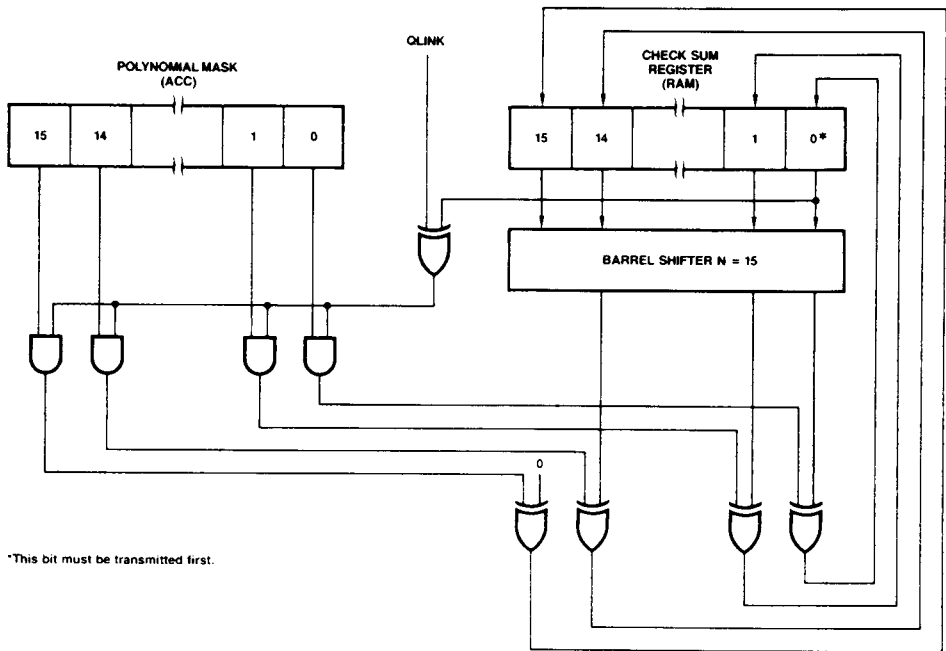 QLINK
POLYNOMIAL MASK
(ACC)
CHECK SUM
REGISTER
(RAM)
15 14 1 0
15 14 1 0*
BARREL SHIFTER N = 15
0
*This bit must be transmitted first.